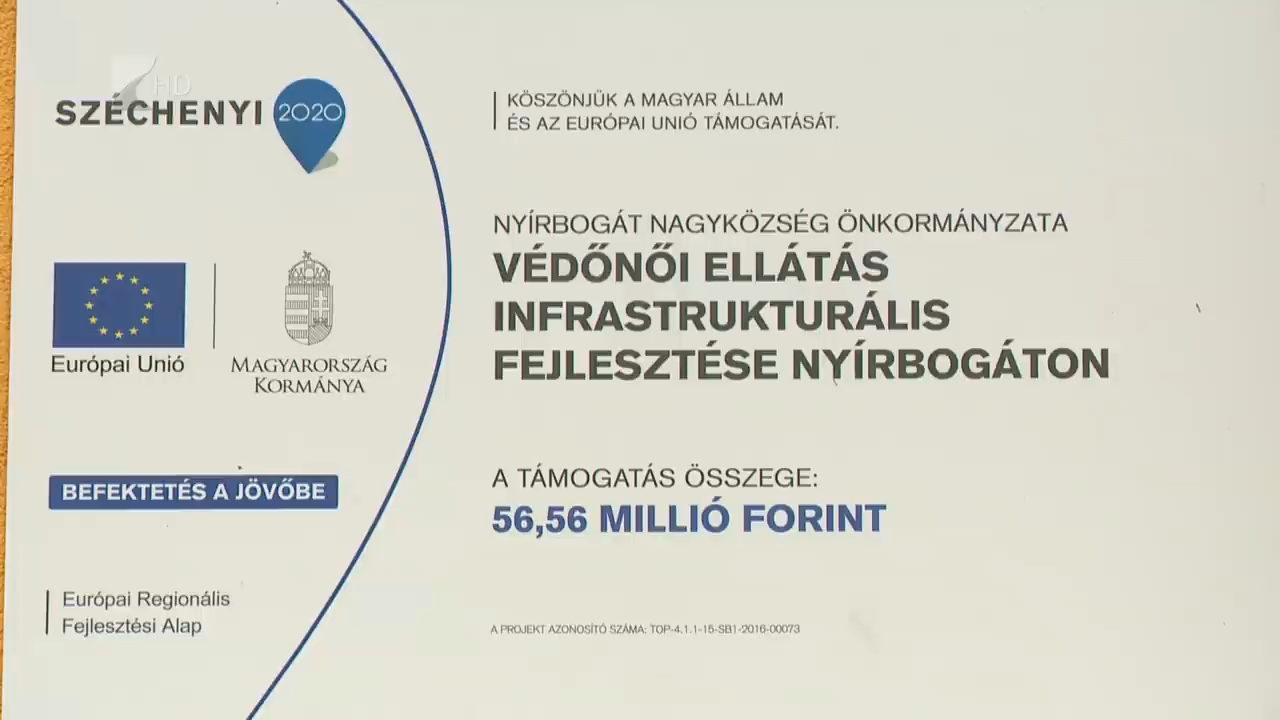 HD
SZÉCHENYI 2020
Európai Unió
MAGYARORSZÁG
KORMÁNYA
BEFEKTETÉS A JÖVŐBE
Európai Regionális
Fejlesztési Alap
KÖSZÖNJÜK A MAGYAR ÁLLAM
ÉS AZ EURÓPAI UNIÓ TÁMOGATÁSÁT.
NYÍRBOGÁT NAGYKÖZSÉG ÖNKORMÁNYZATA
VÉDŐNŐI ELLÁTÁS
INFRASTRUKTURÁLIS
FEJLESZTÉSE NYÍRBOGÁTON
A TÁMOGATÁS ÖSSZEGE:
56,56 MILLIÓ FORINT
A PROJEKT AZONOSÍTÓ SZÁMA: TOP-4.1.1-15-SB1-2016-00073